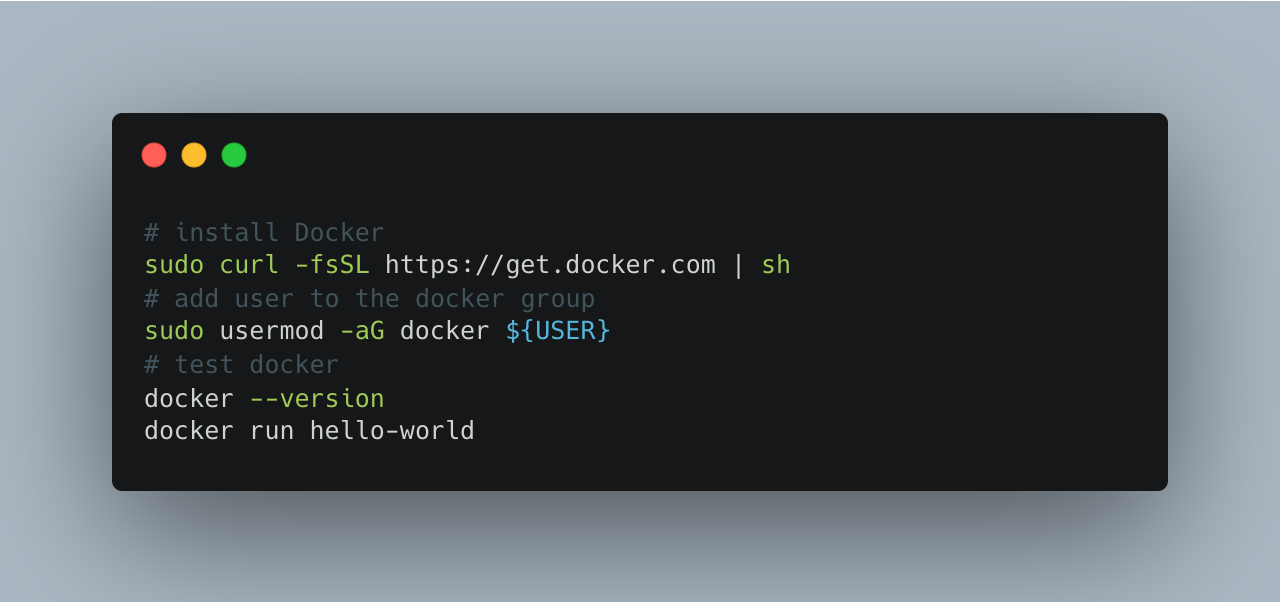 # install Docker
sudo curl -fsSL https://get.docker.com | sh
# add user to the docker group
sudo usermod -aG docker ${USER}
# test docker
docker --version
docker run hello-world